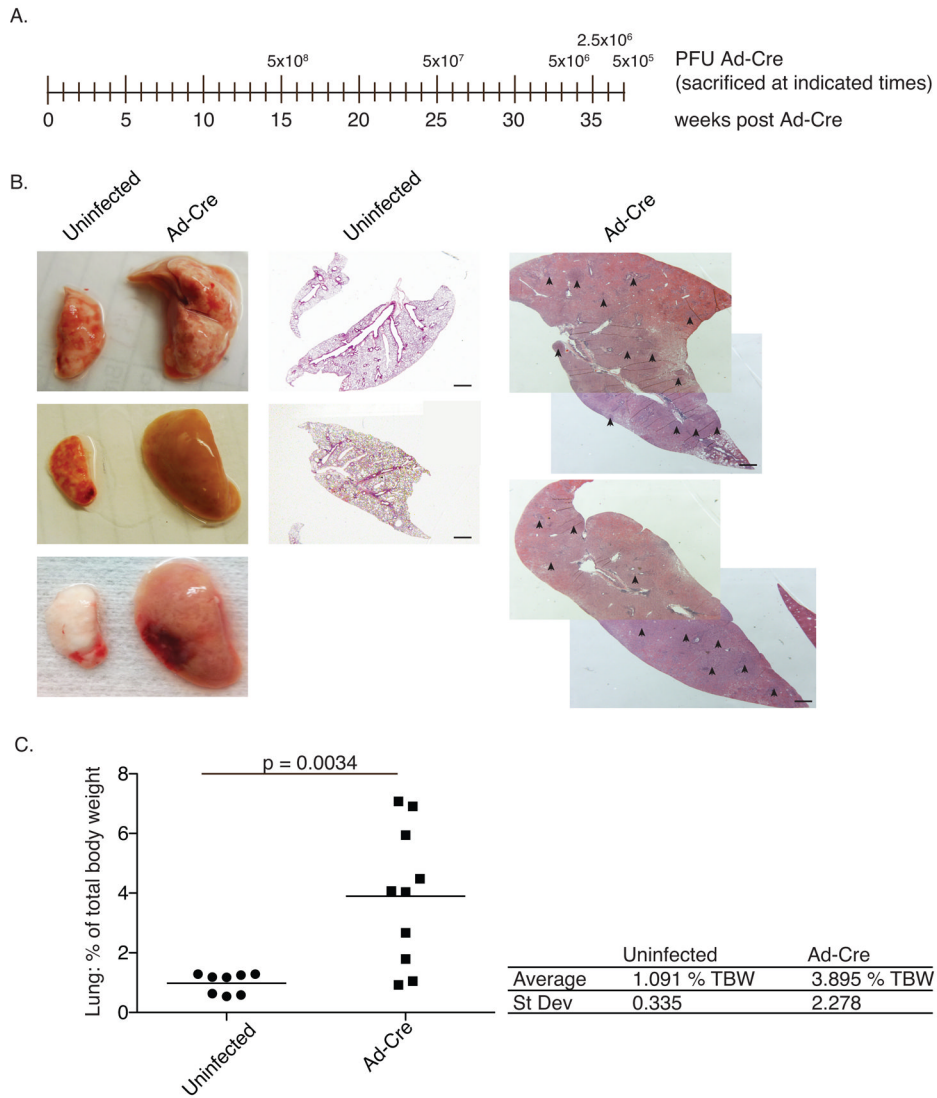 A.
2.5x10⁶
5x10⁸ 5x10⁷ 5x10⁶ 5x10⁵ PFU Ad-Cre
(sacrificed at indicated times)
0 5 10 15 20 25 30 35 weeks post Ad-Cre
B.
Uninfected Ad-Cre Uninfected Ad-Cre
C.
p = 0.0034
Lung: % of total body weight
8
6
4
2
0
Uninfected Ad-Cre
Uninfected Ad-Cre
Average 1.091 % TBW 3.895 % TBW
St Dev 0.335 2.278